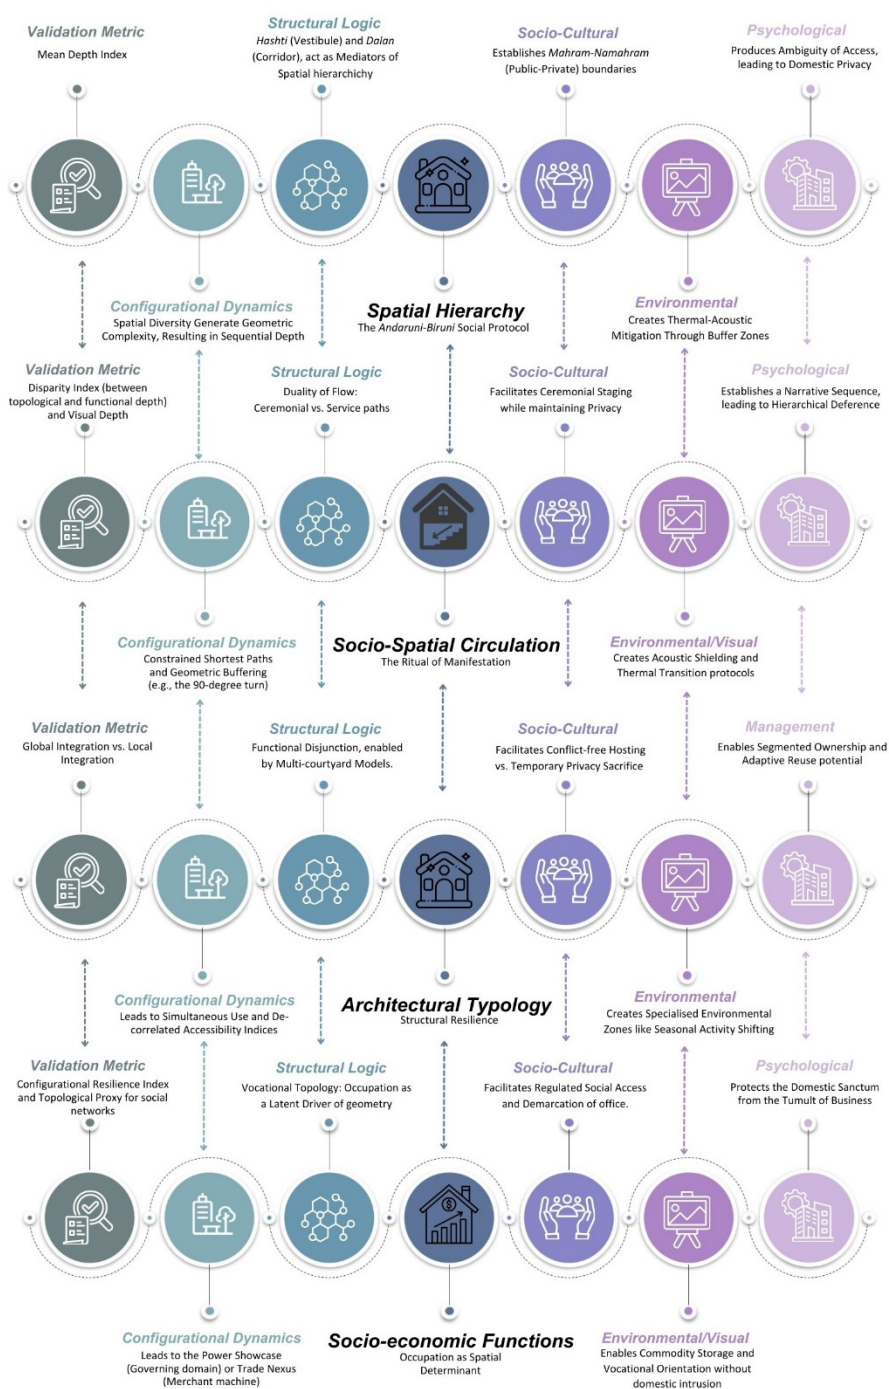 Validation Metric
Mean Depth Index
Structural Logic
Hashti (Vestibule) and Dalan
(Corridor), act as Mediators of
Spatial hierarchichy
Socio-Cultural
Establishes Mahram-Namahram
(Public-Private) boundaries
Psychological
Produces Ambiguity of Access,
leading to Domestic Privacy
Configurational Dynamics
Spatial Diversity Generate Geometric
Complexity, Resulting in Sequential Depth
Spatial Hierarchy
The Andaruni-Biruni Social Protocol
Environmental
Creates Thermal-Acoustic
Mitigation Through Buffer Zones
Validation Metric
Disparity Index (between
topological and functional depth)
and Visual Depth
Structural Logic
Duality of Flow:
Ceremonial vs. Service paths
Socio-Cultural
Facilitates Ceremonial Staging
while maintaining Privacy
Psychological
Establishes a Narrative Sequence,
leading to Hierarchical Deference
Configurational Dynamics
Constrained Shortest Paths
and Geometric Buffering
(e.g., the 90-degree turn)
Socio-Spatial Circulation
The Ritual of Manifestation
Environmental/Visual
Creates Acoustic Shielding and
Thermal Transition protocols
Validation Metric
Global Integration vs. Local
Integration
Structural Logic
Functional Disjunction, enabled
by Multi-courtyard Models.
Socio-Cultural
Facilitates Conflict-free Hosting
vs. Temporary Privacy Sacrifice
Management
Enables Segmented Ownership and
Adaptive Reuse potential
Configurational Dynamics
Leads to Simultaneous Use and De-
correlated Accessibility Indices
Architectural Typology
Structural Resilience
Environmental
Creates Specialised Environmental
Zones like Seasonal Activity Shifting
Validation Metric
Configurational Resilience Index
and Topological Proxy for social
networks
Structural Logic
Vocational Topology: Occupation as
a Latent Driver of geometry
Socio-Cultural
Facilitates Regulated Social Access
and Demarcation of office.
Psychological
Protects the Domestic Sanctum
from the Tumult of Business
Configurational Dynamics
Leads to the Power Showcase
(Governing domain) or Trade Nexus
(Merchant machine)
Socio-economic Functions
Occupation as Spatial
Determinant
Environmental/Visual
Enables Commodity Storage and
Vocational Orientation without
domestic intrusion